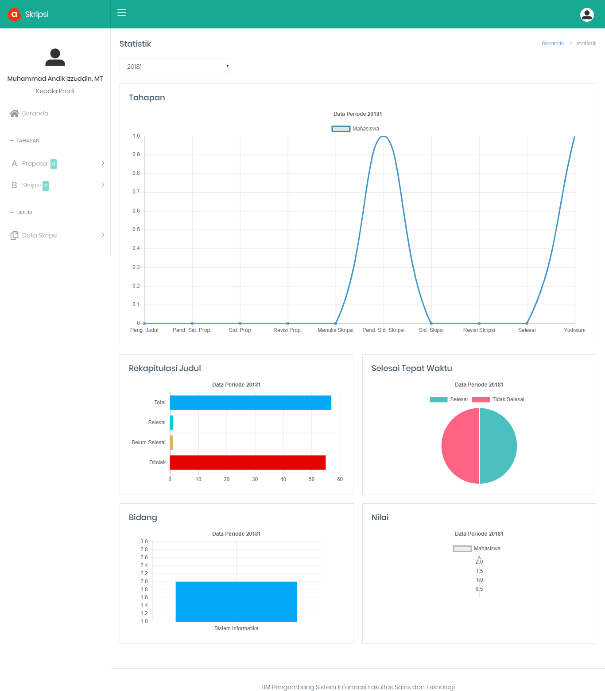 a Skripsi
Muhammad Andik Izzuddin, MT
Kepala Prodi
Beranda
– TAHAPAN
A Proposal
B Skripsi
– UMUM
Data Skripsi
Statistik
Beranda > Statistik
20181
Tahapan
Data Periode 20181
Mahasiswa
1.0
0.9
0.8
0.7
0.6
0.5
0.4
0.3
0.2
0.1
0
Peng. Judul Pend. Sid. Prop. Sid. Prop Revisi Prop. Menulis Skripsi Pend. Sid. Skripsi Sid. Skipsi Revisi Skripsi Selesai Yudisium
Rekapitulasi Judul
Data Periode 20181
Total
Selesai
Belum Selesai
Ditolak
0 10 20 30 40 50 60
Selesai Tepat Waktu
Data Periode 20181
Selesai Tidak Selesai
Bidang
Data Periode 20181
3.0
2.8
2.6
2.4
2.2
2.0
1.8
1.6
1.4
1.2
1.0
Sistem Informatika
Nilai
Data Periode 20181
Mahasiswa
A
2.0
1.5
1.0
0.5
TIM Pengembang Sistem Informasi Fakultas Sains dan Teknologi